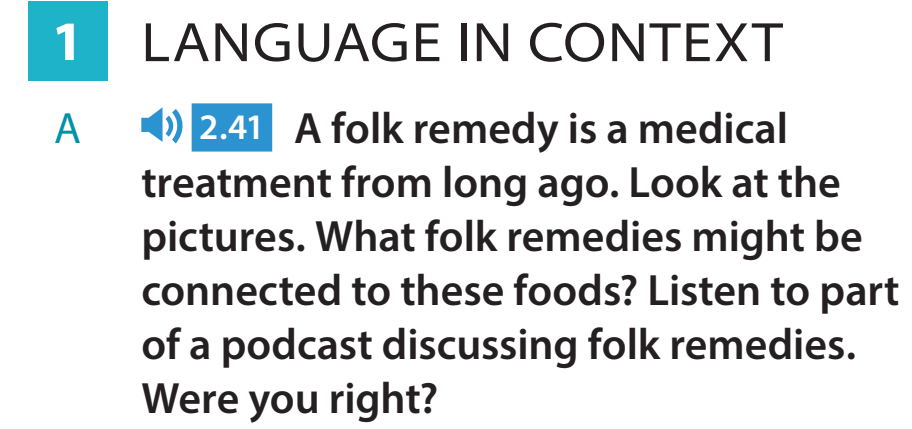 1 LANGUAGE IN CONTEXT
A 2.41 A folk remedy is a medical
treatment from long ago. Look at the
pictures. What folk remedies might be
connected to these foods? Listen to part
of a podcast discussing folk remedies.
Were you right?